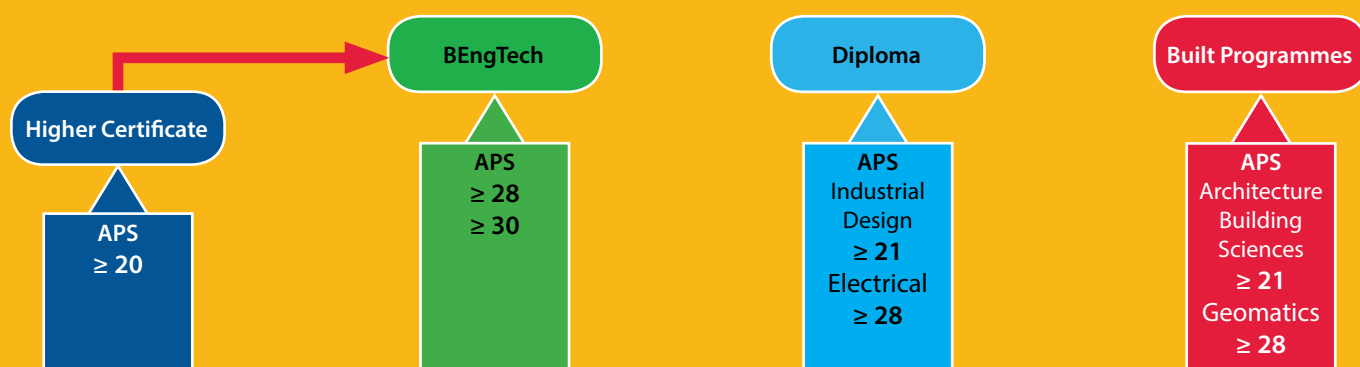 Higher Certificate
APS
≥ 20
BEngTech
APS
≥ 28
≥ 30
Diploma
APS
Industrial
Design
≥ 21
Electrical
≥ 28
Built Programmes
APS
Architecture
Building
Sciences
≥ 21
Geomatics
≥ 28